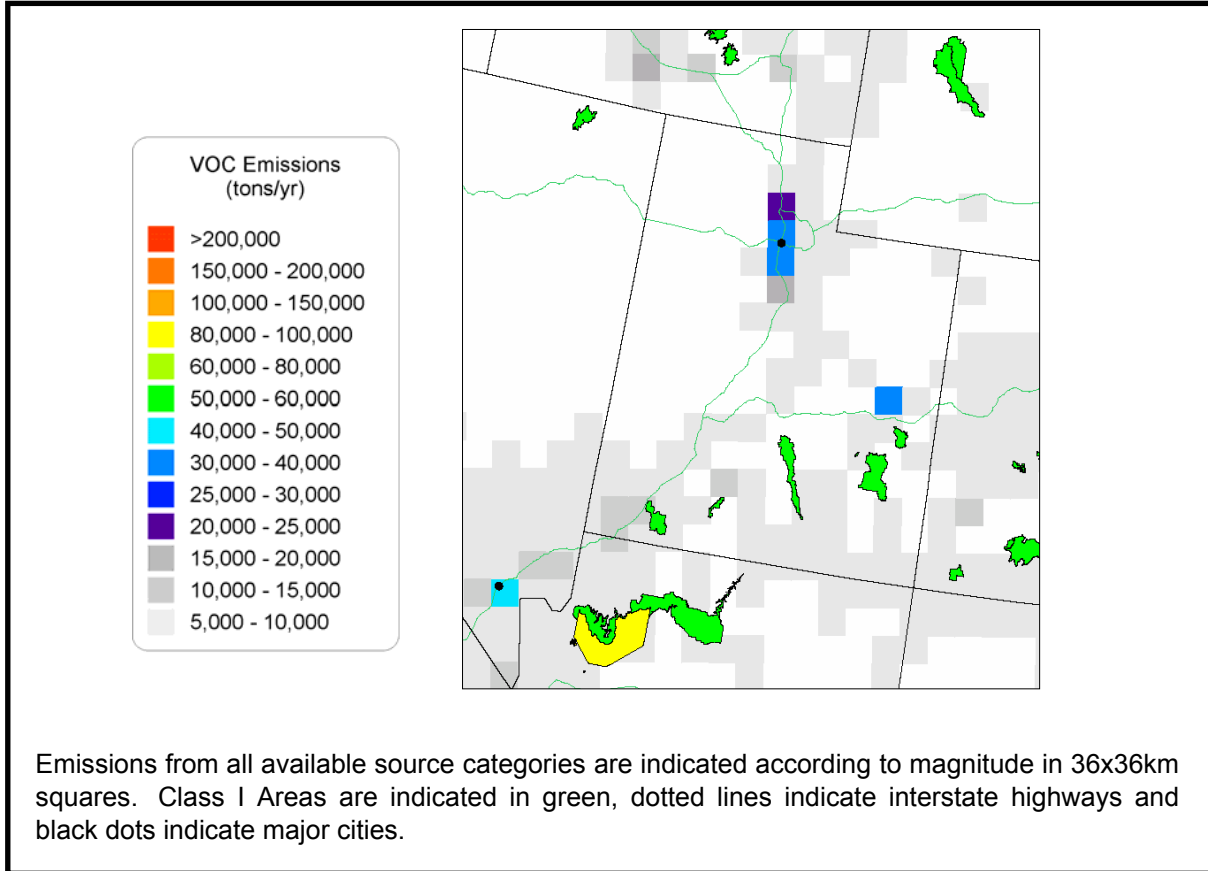 VOC Emissions
(tons/yr)
>200,000
150,000 - 200,000
100,000 - 150,000
80,000 - 100,000
60,000 - 80,000
50,000 - 60,000
40,000 - 50,000
30,000 - 40,000
25,000 - 30,000
20,000 - 25,000
15,000 - 20,000
10,000 - 15,000
5,000 - 10,000
Emissions from all available source categories are indicated according to magnitude in 36x36km
squares. Class I Areas are indicated in green, dotted lines indicate interstate highways and
black dots indicate major cities.